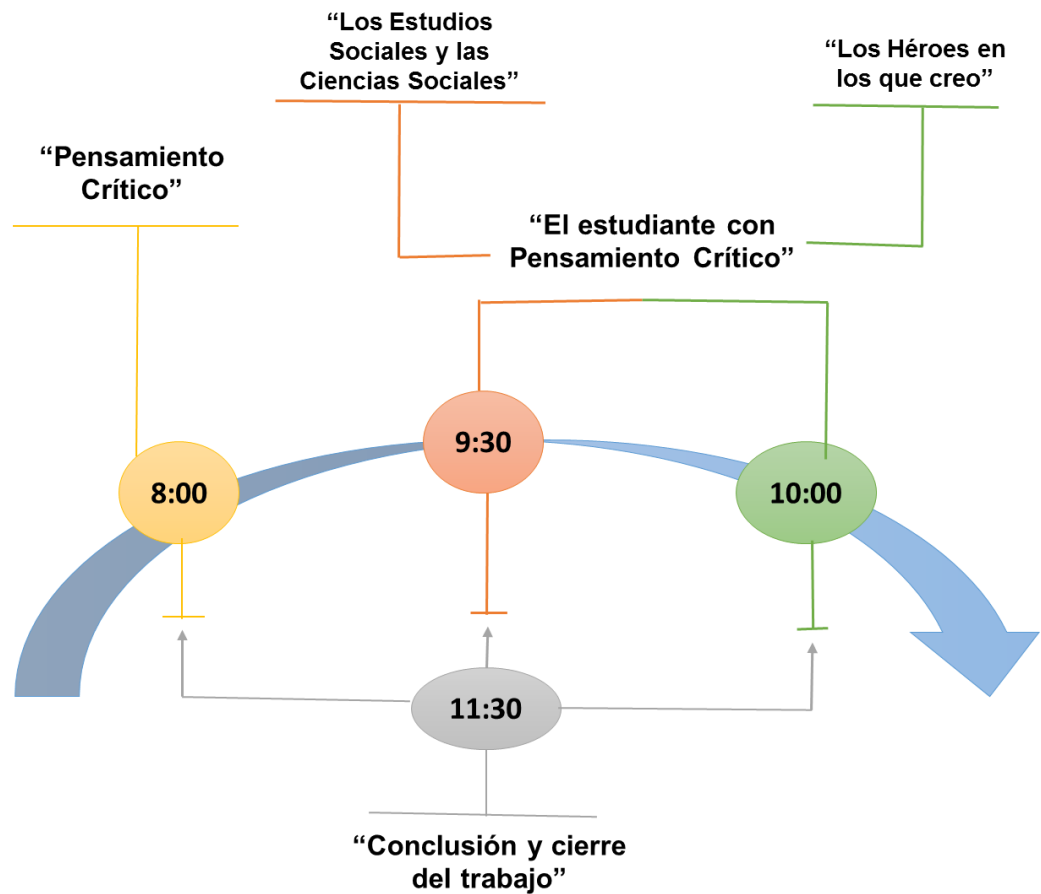 “Los Estudios
Sociales y las
Ciencias Sociales”
“Los Héroes en
los que creo”
“Pensamiento
Crítico”
“El estudiante con
Pensamiento Crítico”
9:30
8:00
10:00
11:30
“Conclusión y cierre
del trabajo”